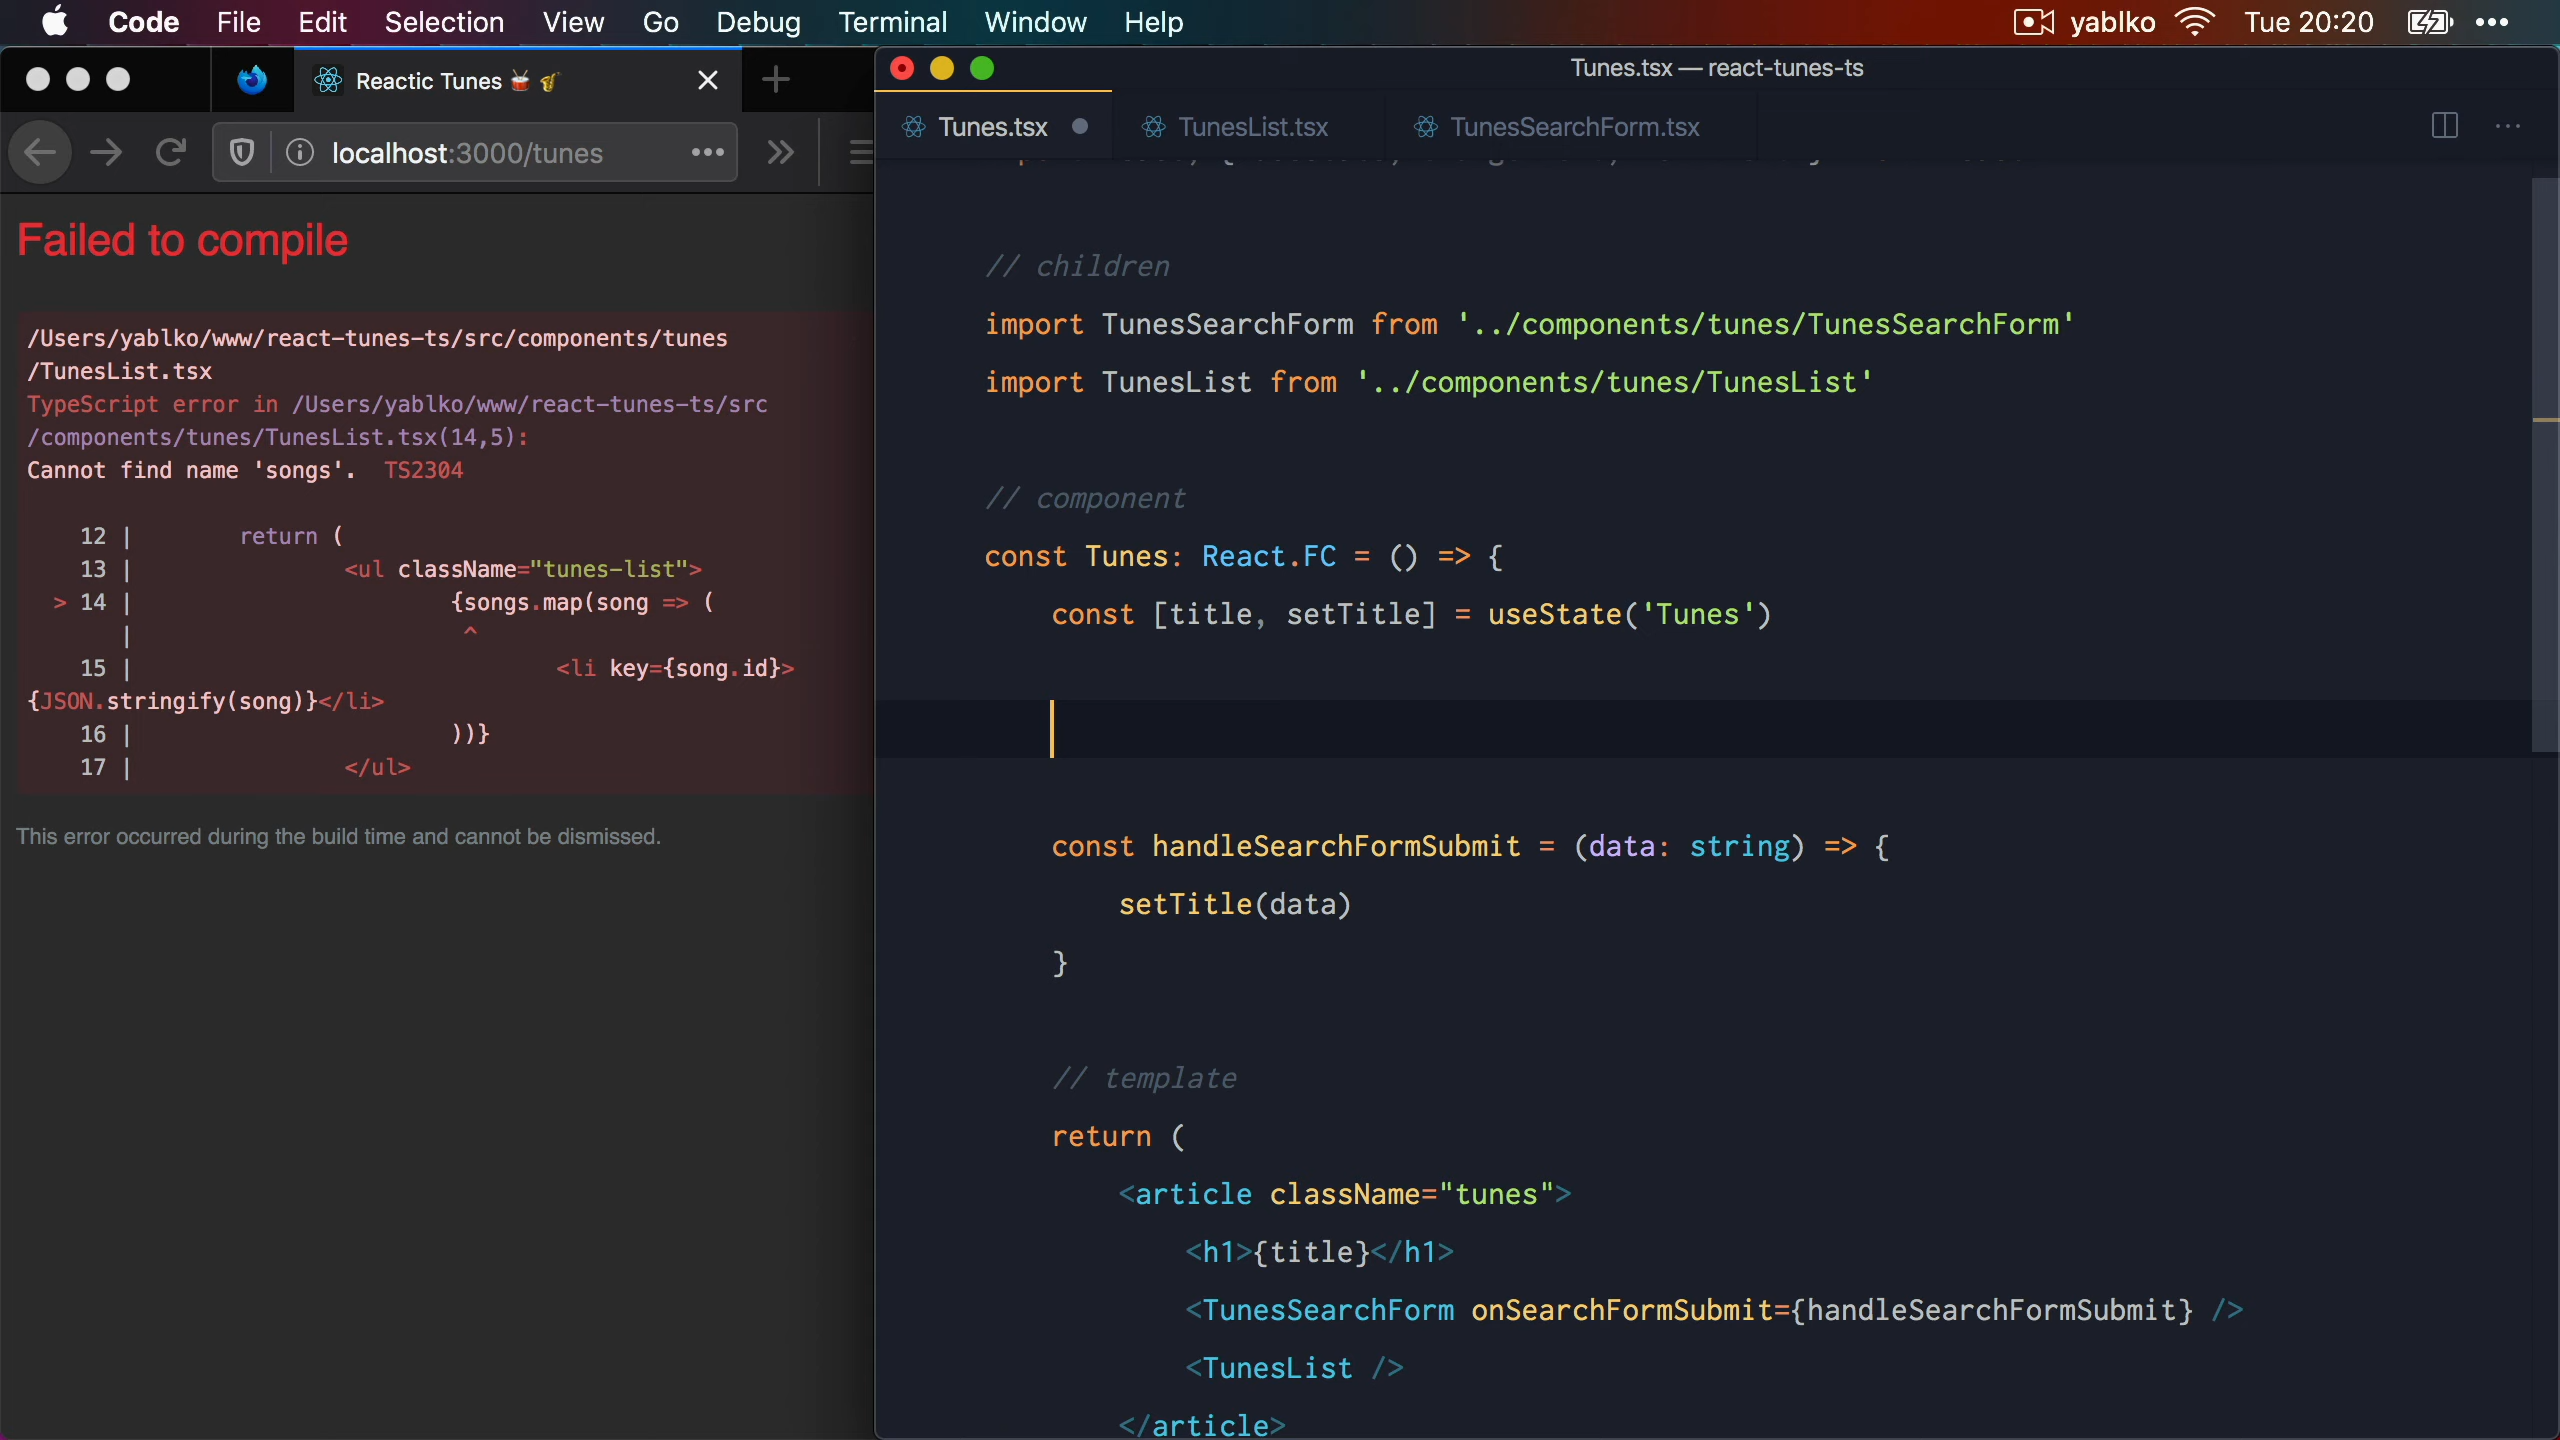 Code File Edit Selection View Go Debug Terminal Window Help yablko Tue 20:20
Reactic Tunes
localhost:3000/tunes
Failed to compile
/Users/yablko/www/react-tunes-ts/src/components/tunes
/TunesList.tsx
TypeScript error in /Users/yablko/www/react-tunes-ts/src
/components/tunes/TunesList.tsx(14,5):
Cannot find name 'songs'.  TS2304
12 | return (
13 | <ul className="tunes-list">
> 14 | {songs.map(song => (
| ^
15 | <li key={song.id}>
{JSON.stringify(song)}</li>
16 | ))}
17 | </ul>
This error occurred during the build time and cannot be dismissed.
Tunes.tsx — react-tunes-ts
Tunes.tsx TunesList.tsx TunesSearchForm.tsx
// children
import TunesSearchForm from '../components/tunes/TunesSearchForm'
import TunesList from '../components/tunes/TunesList'
// component
const Tunes: React.FC = () => {
const [title, setTitle] = useState('Tunes')
const handleSearchFormSubmit = (data: string) => {
setTitle(data)
}
// template
return (
<article className="tunes">
<h1>{title}</h1>
<TunesSearchForm onSearchFormSubmit={handleSearchFormSubmit} />
<TunesList />
</article>